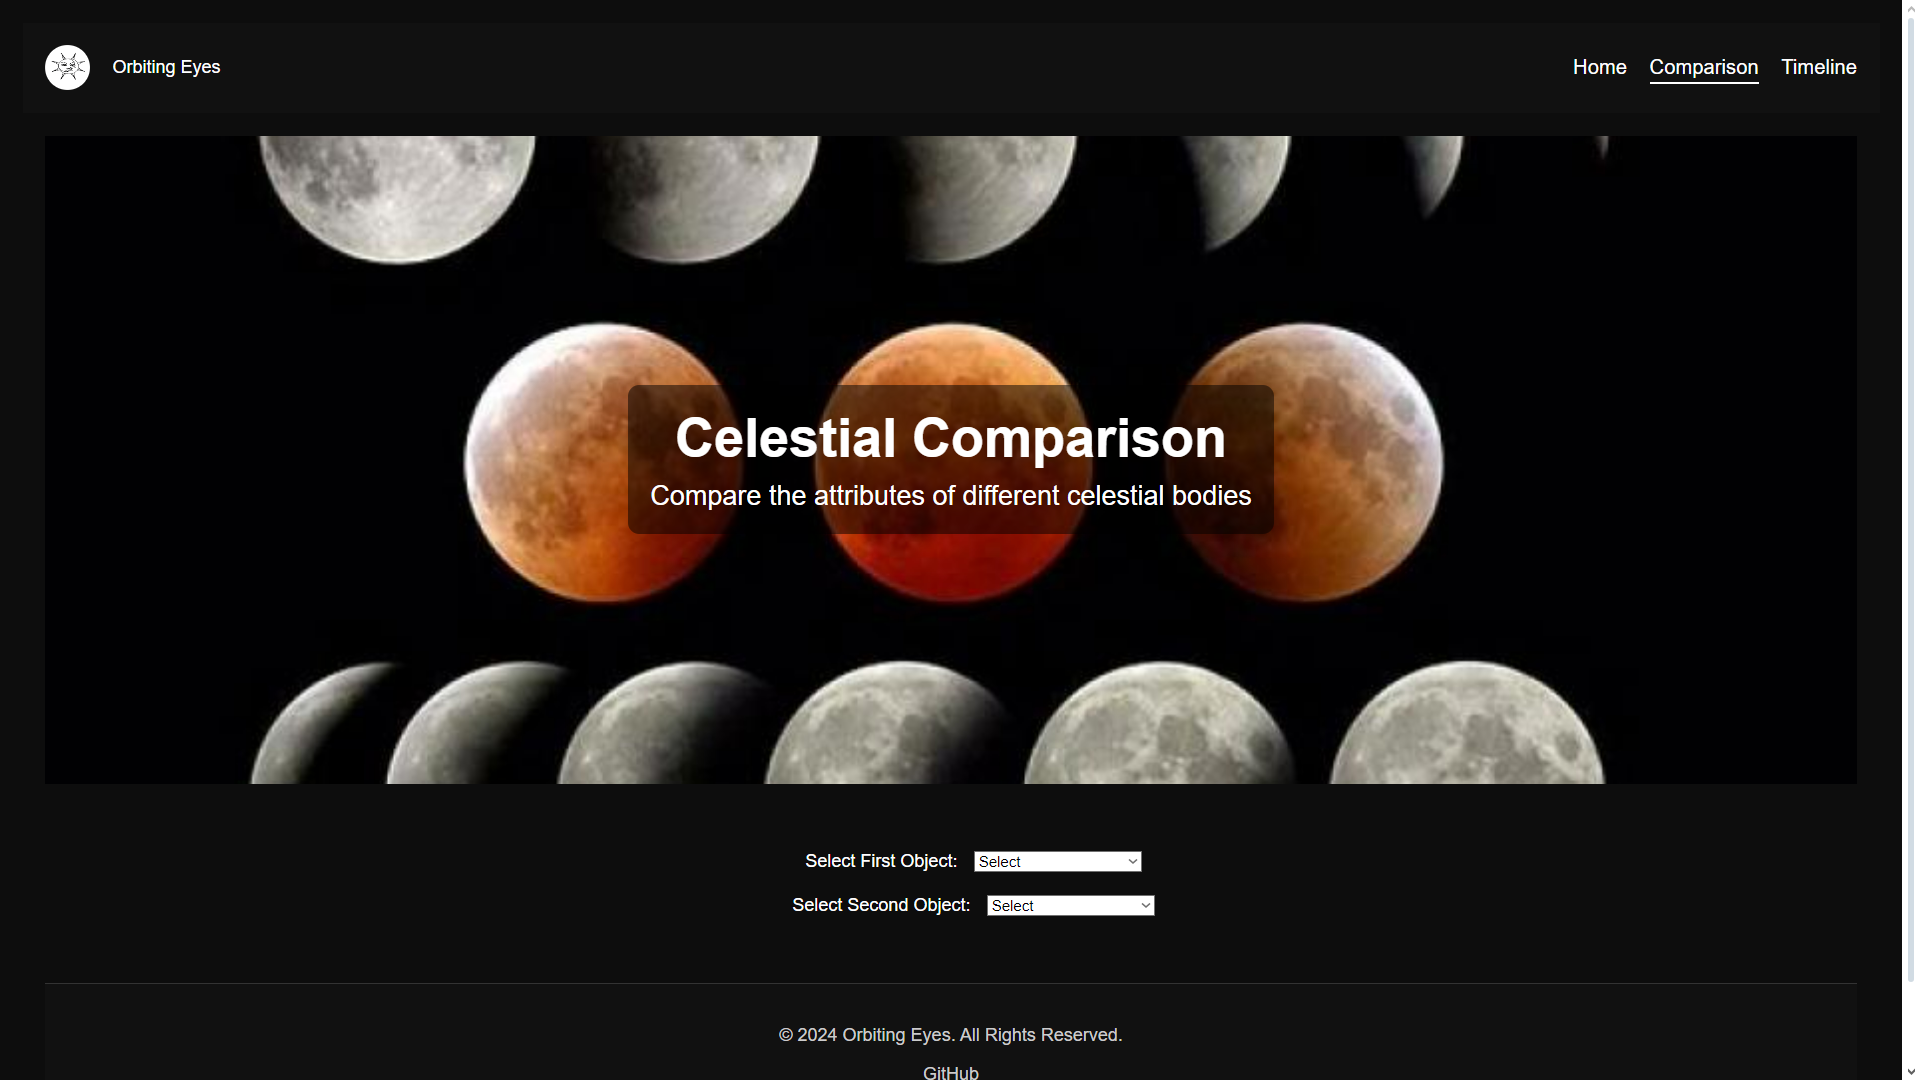 Orbiting Eyes
Home Comparison Timeline
Celestial Comparison
Compare the attributes of different celestial bodies
Select First Object: Select
Select Second Object: Select
© 2024 Orbiting Eyes. All Rights Reserved.
GitHub